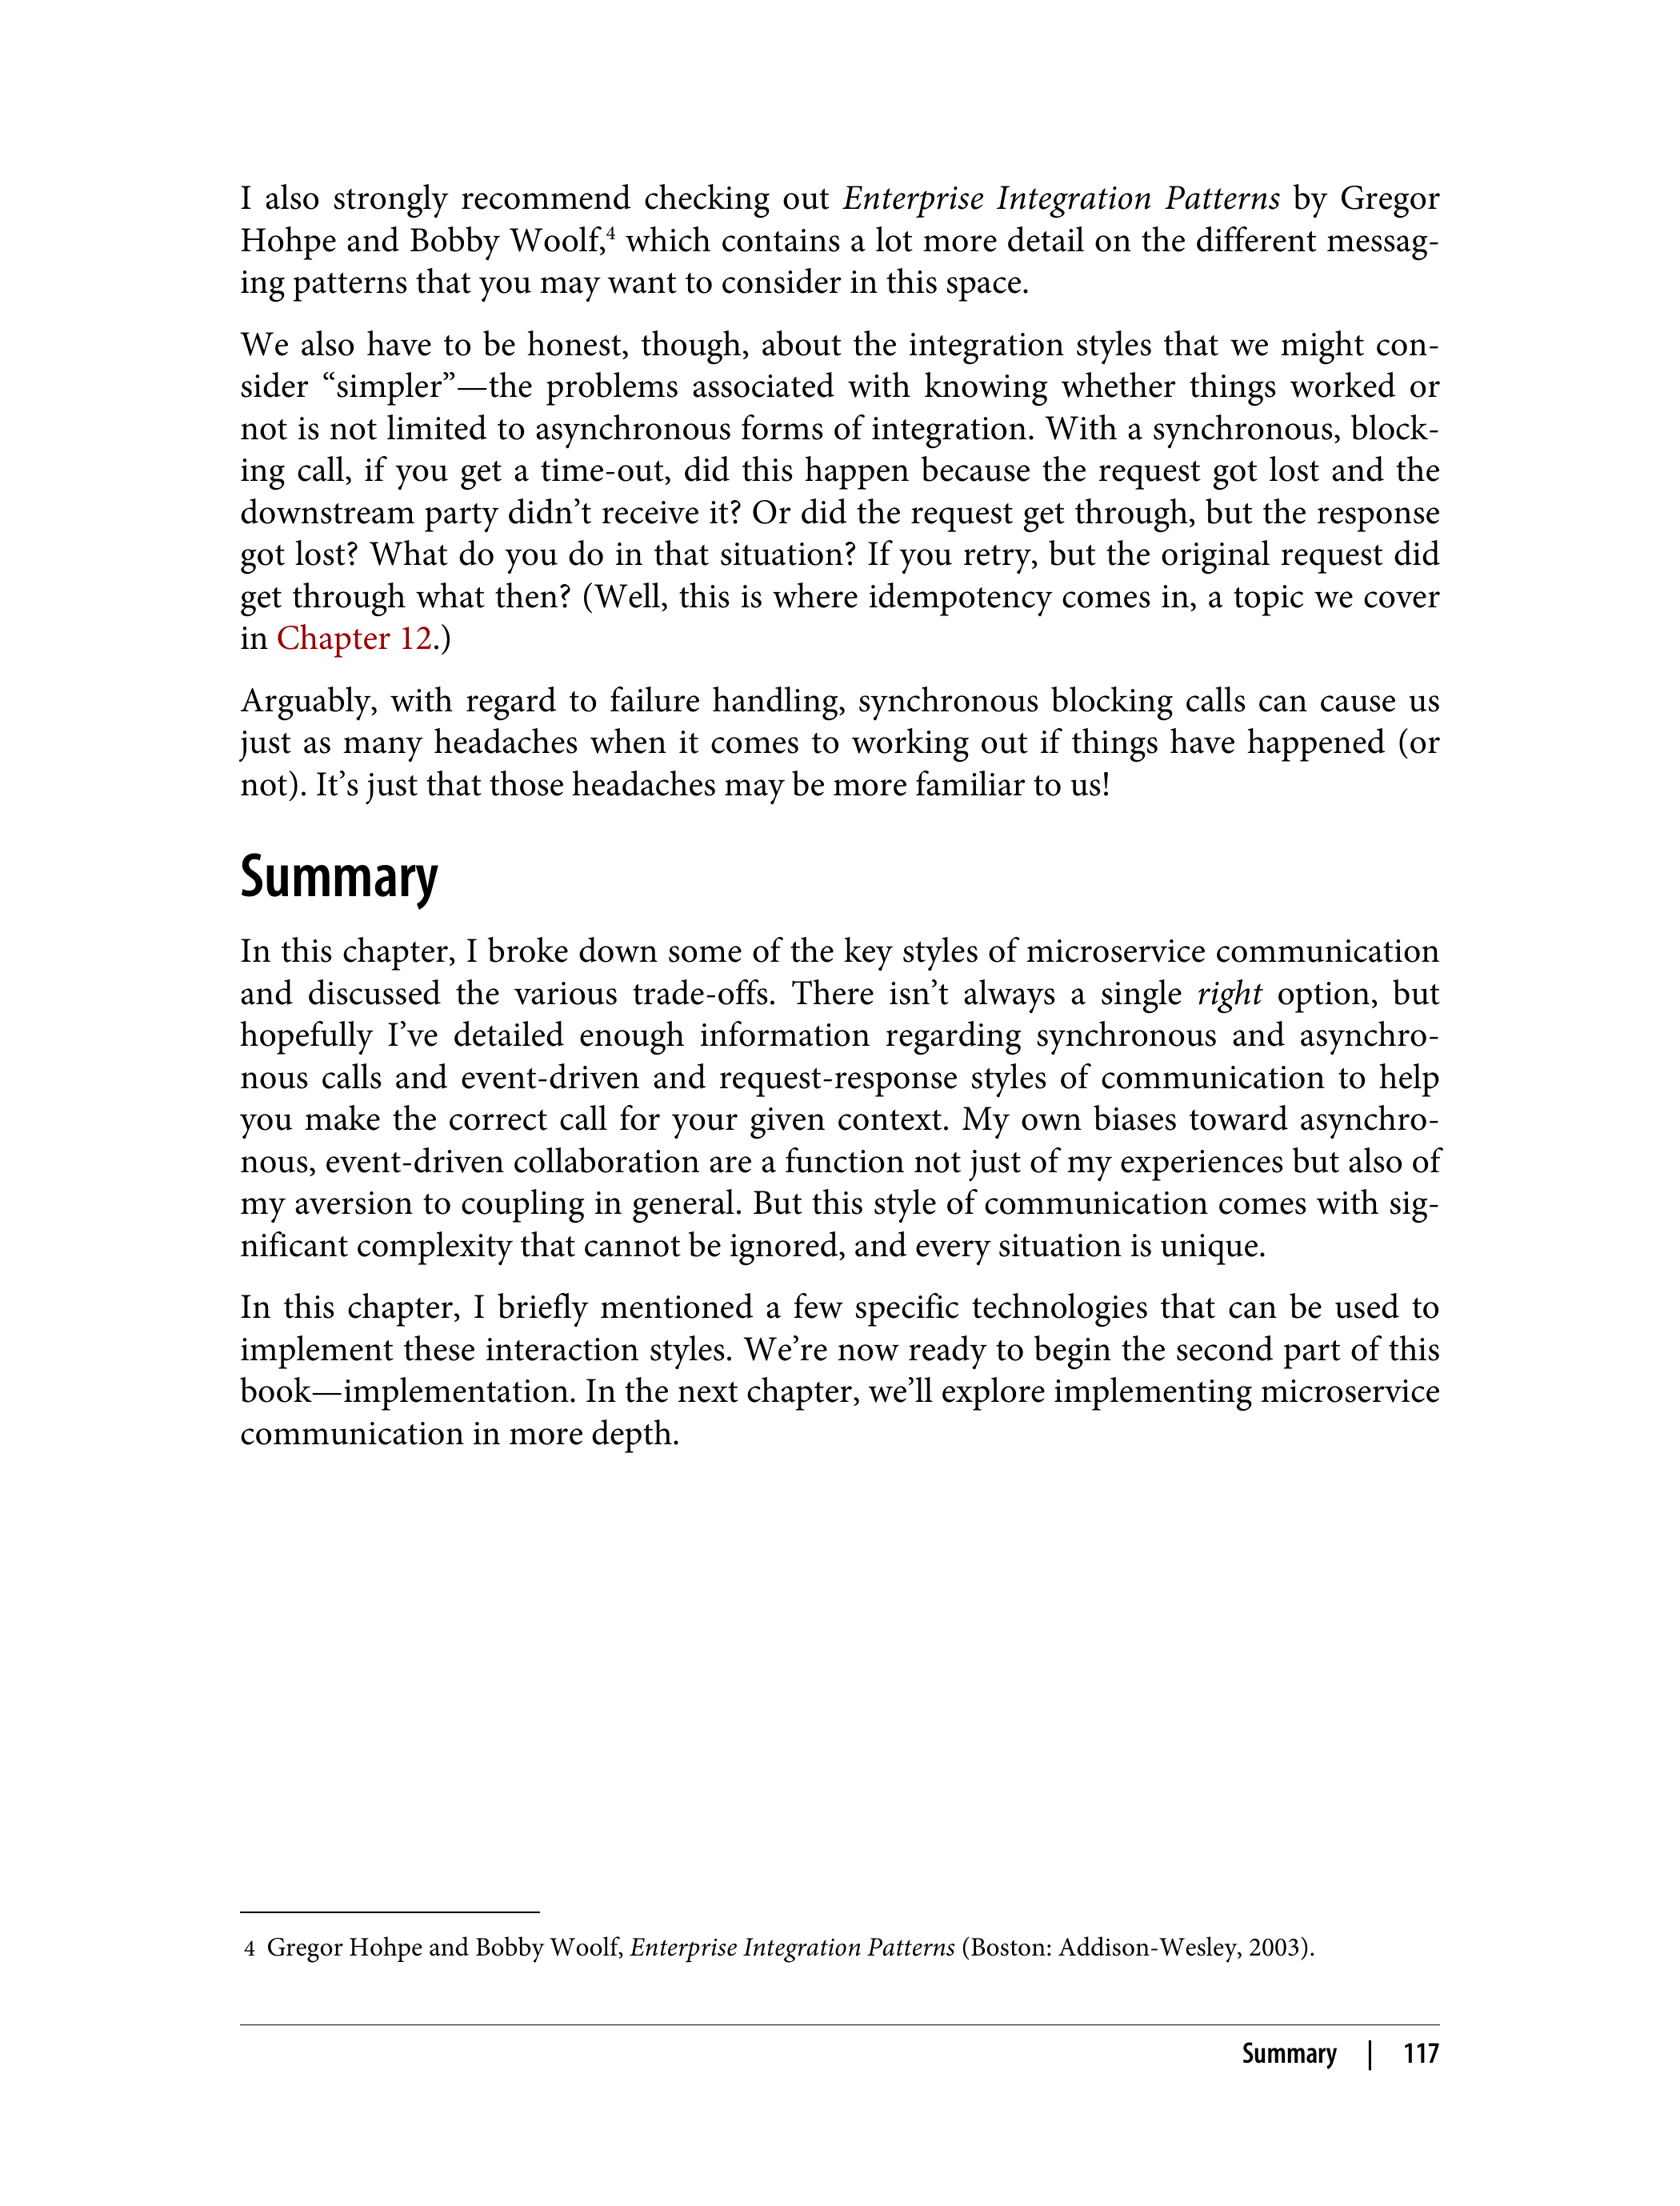 I also strongly recommend checking out Enterprise Integration Patterns by Gregor
Hohpe and Bobby Woolf,4 which contains a lot more detail on the different messag-
ing patterns that you may want to consider in this space.
We also have to be honest, though, about the integration styles that we might con-
sider “simpler”—the problems associated with knowing whether things worked or
not is not limited to asynchronous forms of integration. With a synchronous, block-
ing call, if you get a time-out, did this happen because the request got lost and the
downstream party didn’t receive it? Or did the request get through, but the response
got lost? What do you do in that situation? If you retry, but the original request did
get through what then? (Well, this is where idempotency comes in, a topic we cover
in Chapter 12.)
Arguably, with regard to failure handling, synchronous blocking calls can cause us
just as many headaches when it comes to working out if things have happened (or
not). It’s just that those headaches may be more familiar to us!
Summary
In this chapter, I broke down some of the key styles of microservice communication
and discussed the various trade-offs. There isn’t always a single right option, but
hopefully I’ve detailed enough information regarding synchronous and asynchro-
nous calls and event-driven and request-response styles of communication to help
you make the correct call for your given context. My own biases toward asynchro-
nous, event-driven collaboration are a function not just of my experiences but also of
my aversion to coupling in general. But this style of communication comes with sig-
nificant complexity that cannot be ignored, and every situation is unique.
In this chapter, I briefly mentioned a few specific technologies that can be used to
implement these interaction styles. We’re now ready to begin the second part of this
book—implementation. In the next chapter, we’ll explore implementing microservice
communication in more depth.
4 Gregor Hohpe and Bobby Woolf, Enterprise Integration Patterns (Boston: Addison-Wesley, 2003).
Summary | 117